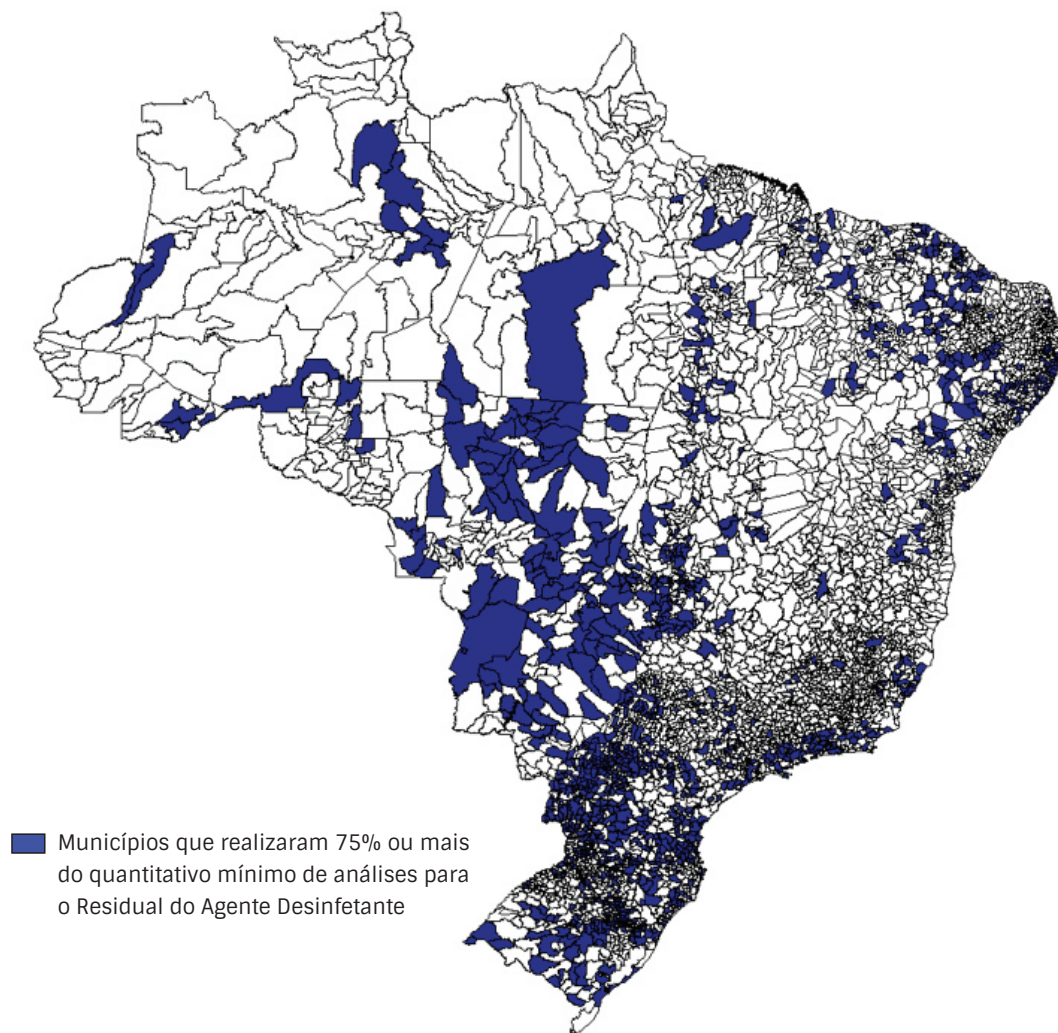 Municípios que realizaram 75% ou mais
do quantitativo mínimo de análises para
o Residual do Agente Desinfetante